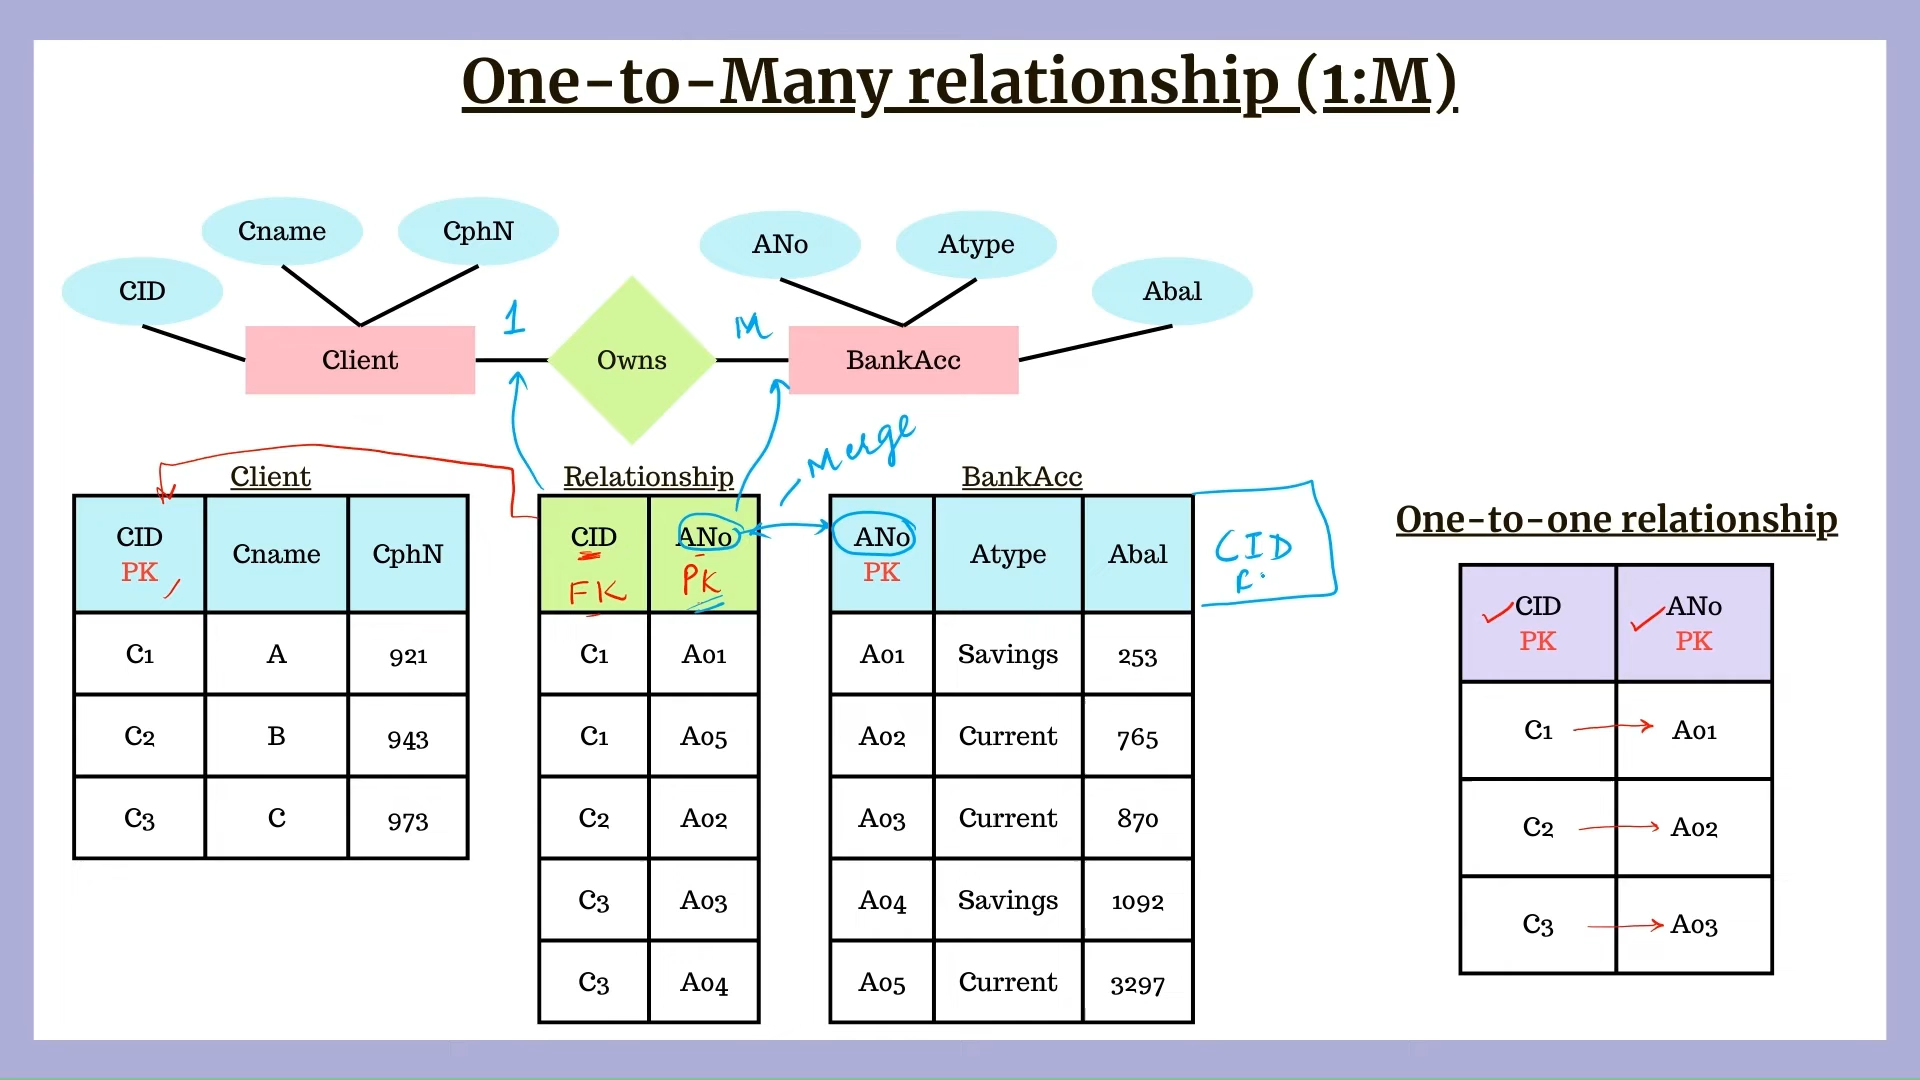 One-to-Many relationship (1:M)
Cname CphN ANo Atype
CID Abal
1 M
Client Owns BankAcc
Merge
Client Relationship BankAcc
One-to-one relationship
CID PK Cname CphN
CID FK ANo PK
ANo PK Atype Abal CID
CID PK ANo PK
C1 A 921
C2 B 943
C3 C 973
C1 A01
C1 A05
C2 A02
C3 A03
C3 A04
A01 Savings 253
A02 Current 765
A03 Current 870
A04 Savings 1092
A05 Current 3297
C1 A01
C2 A02
C3 A03